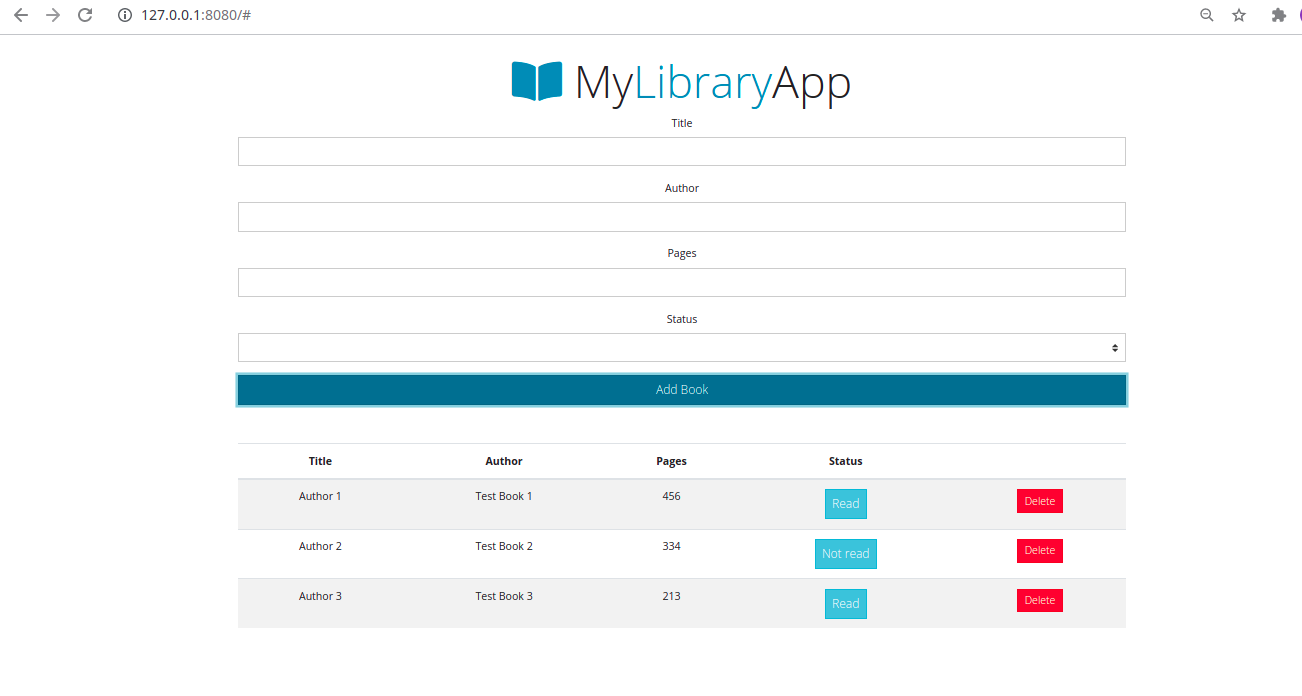 127.0.0.1:8080/#
MyLibraryApp
Title
Author
Pages
Status
Add Book
Title Author Pages Status
Author 1 Test Book 1 456 Read Delete
Author 2 Test Book 2 334 Not read Delete
Author 3 Test Book 3 213 Read Delete